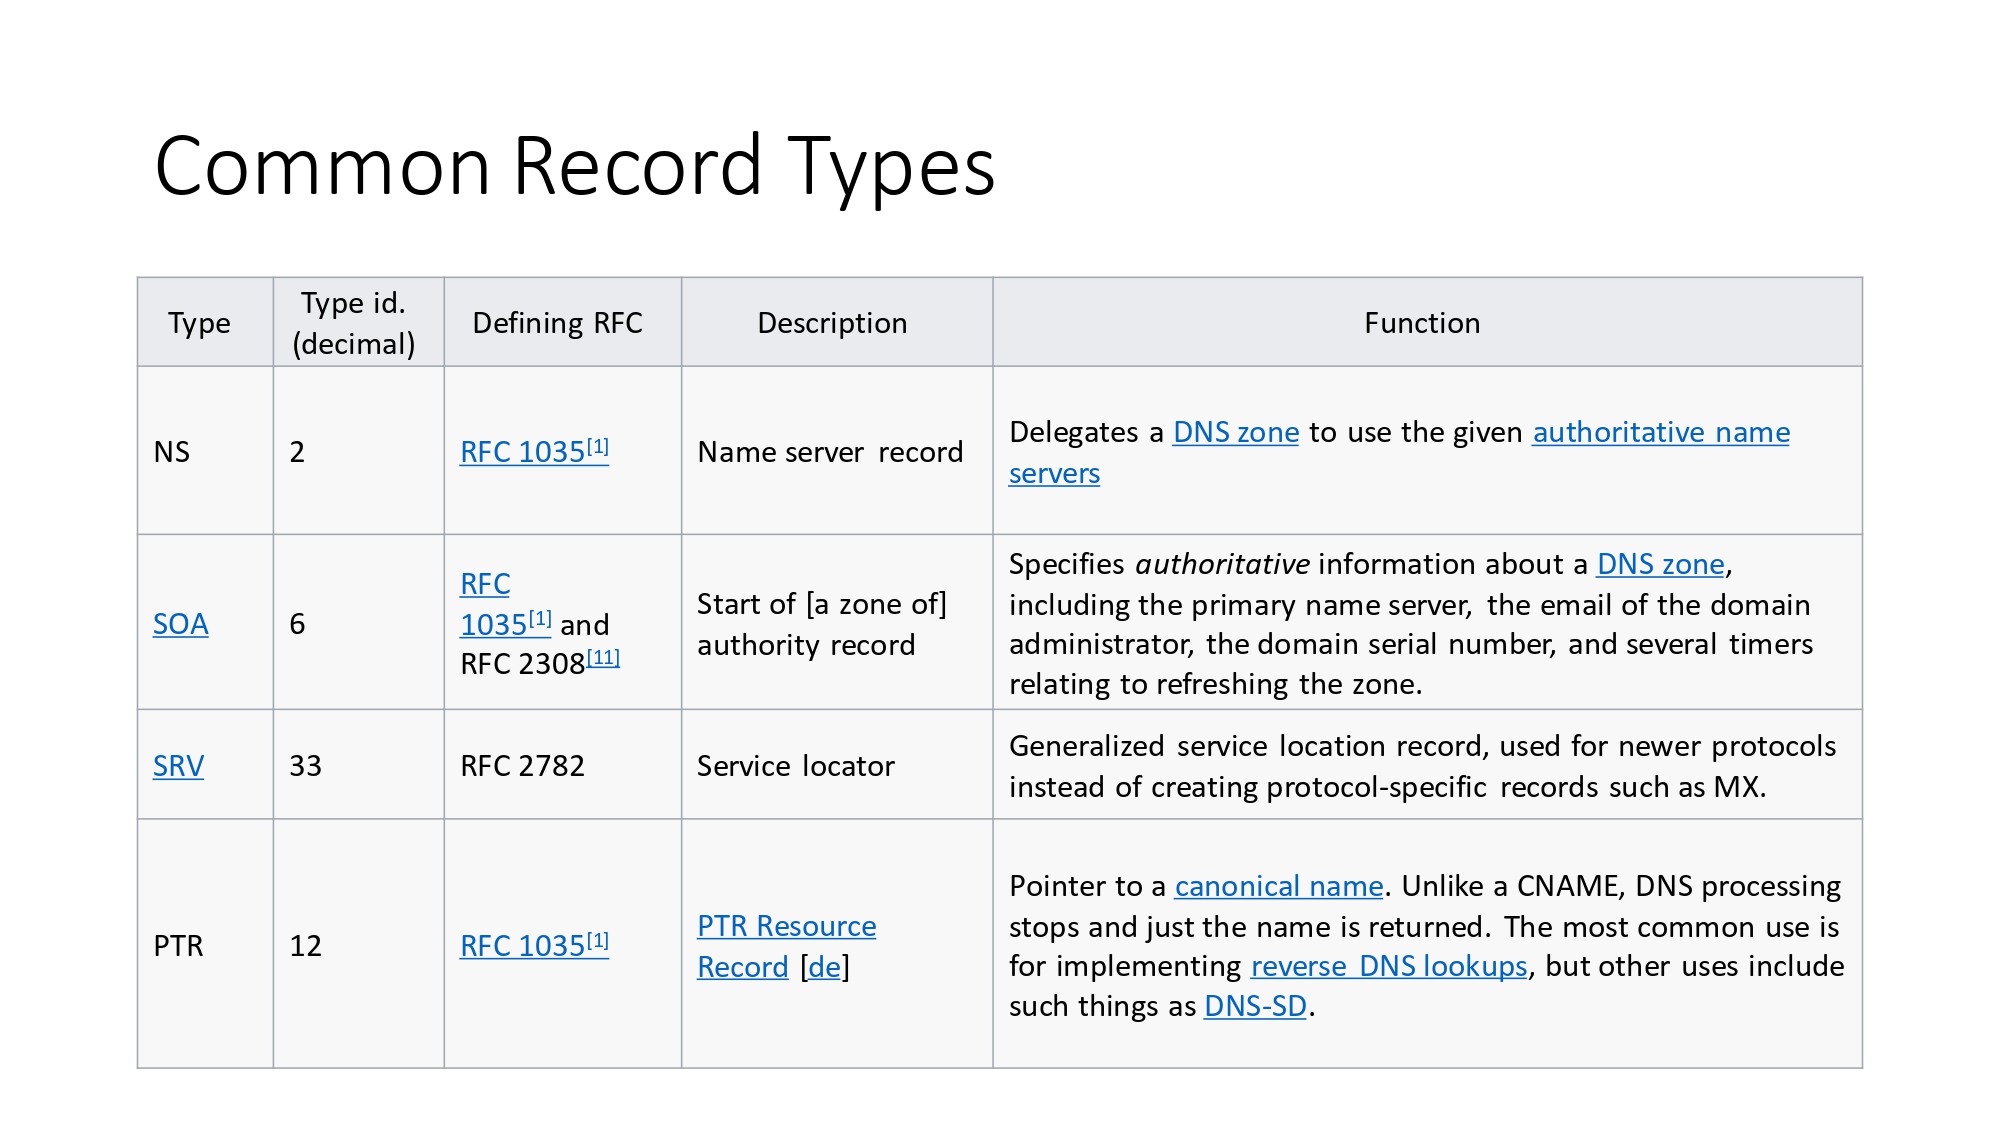 Common Record Types
Type
Type id.
(decimal)
Defining RFC
Description
Function
NS
2
RFC 1035[1]
Name server record
Delegates a DNS zone to use the given authoritative name
servers
SOA
6
RFC
1035[1] and
RFC 2308[11]
Start of [a zone of]
authority record
Specifies authoritative information about a DNS zone,
including the primary name server, the email of the domain
administrator, the domain serial number, and several timers
relating to refreshing the zone.
SRV
33
RFC 2782
Service locator
Generalized service location record, used for newer protocols
instead of creating protocol-specific records such as MX.
PTR
12
RFC 1035[1]
PTR Resource
Record [de]
Pointer to a canonical name. Unlike a CNAME, DNS processing
stops and just the name is returned. The most common use is
for implementing reverse DNS lookups, but other uses include
such things as DNS-SD.